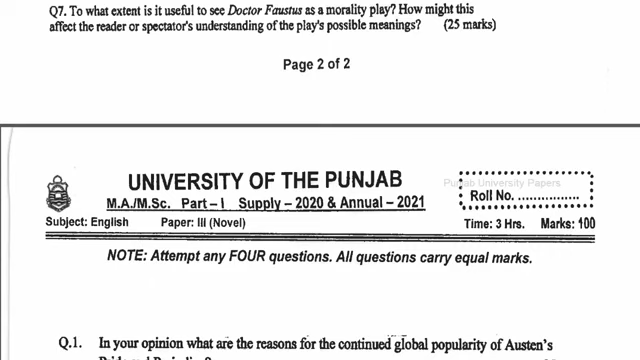 Q7. To what extent is it useful to see Doctor Faustus as a morality play? How might this
affect the reader or spectator's understanding of the play's possible meanings? (25 marks)
Page 2 of 2
UNIVERSITY OF THE PUNJAB
M.A./M.Sc. Part – I Supply – 2020 & Annual – 2021
Punjab University Papers
Roll No. ..................
Subject: English Paper: III (Novel) Time: 3 Hrs. Marks: 100
NOTE: Attempt any FOUR questions. All questions carry equal marks.
Q.1. In your opinion what are the reasons for the continued global popularity of Austen's